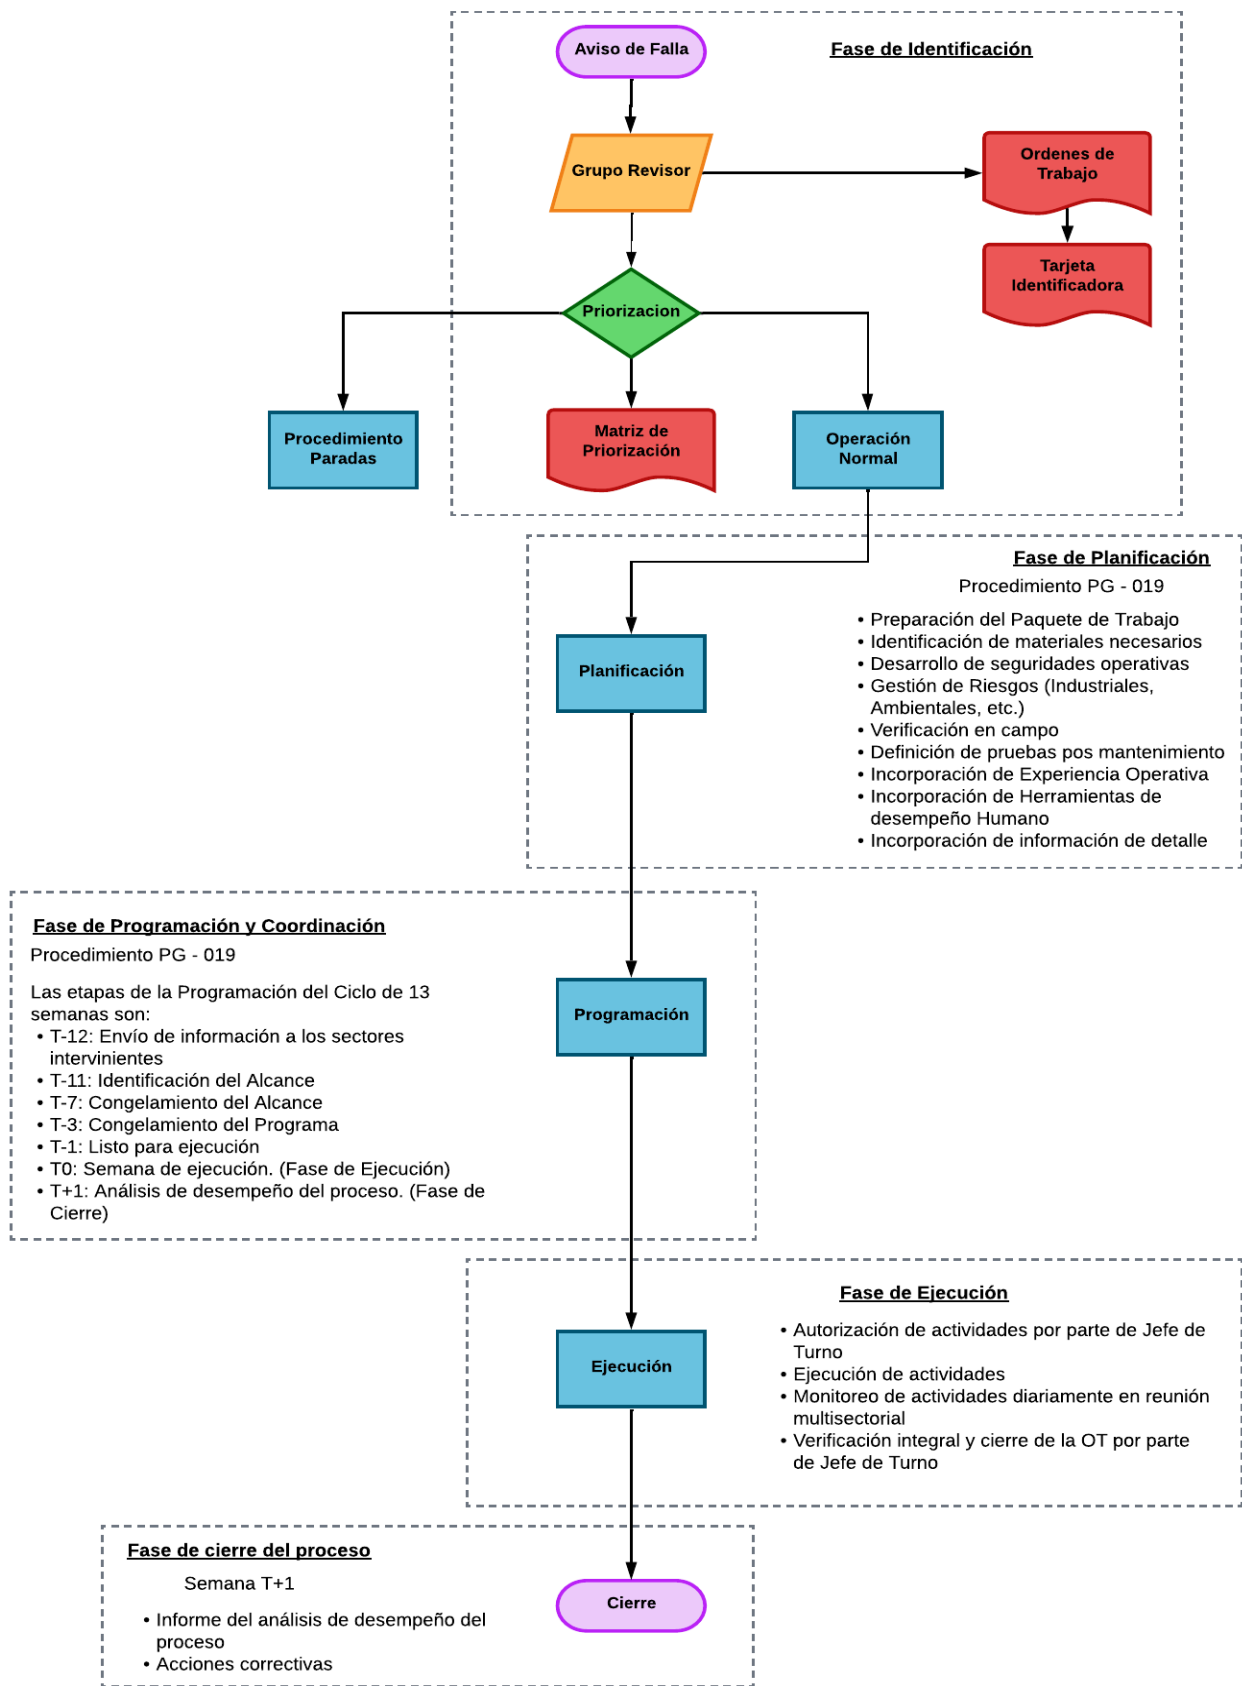 Aviso de Falla
Fase de Identificación
Grupo Revisor
Ordenes de
Trabajo
Tarjeta
Identificadora
Priorizacion
Procedimiento
Paradas
Matriz de
Priorización
Operación
Normal
Fase de Planificación
Procedimiento PG - 019
• Preparación del Paquete de Trabajo
• Identificación de materiales necesarios
• Desarrollo de seguridades operativas
• Gestión de Riesgos (Industriales,
Ambientales, etc.)
• Verificación en campo
• Definición de pruebas pos mantenimiento
• Incorporación de Experiencia Operativa
• Incorporación de Herramientas de
desempeño Humano
• Incorporación de información de detalle
Planificación
Fase de Programación y Coordinación
Procedimiento PG - 019
Las etapas de la Programación del Ciclo de 13
semanas son:
• T-12: Envío de información a los sectores
intervinientes
• T-11: Identificación del Alcance
• T-7: Congelamiento del Alcance
• T-3: Congelamiento del Programa
• T-1: Listo para ejecución
• T0: Semana de ejecución. (Fase de Ejecución)
• T+1: Análisis de desempeño del proceso. (Fase de
Cierre)
Programación
Fase de Ejecución
• Autorización de actividades por parte de Jefe de
Turno
• Ejecución de actividades
• Monitoreo de actividades diariamente en reunión
multisectorial
• Verificación integral y cierre de la OT por parte
de Jefe de Turno
Ejecución
Fase de cierre del proceso
Semana T+1
• Informe del análisis de desempeño del
proceso
• Acciones correctivas
Cierre